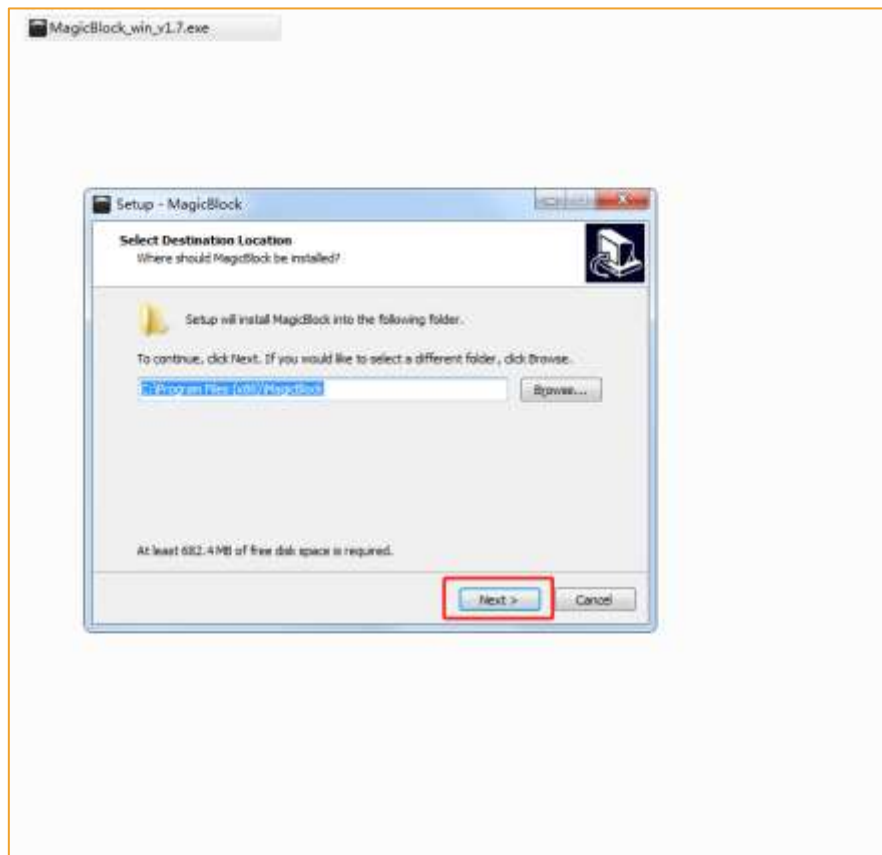 MagicBlock_win_v1.7.exe
Setup - MagicBlock
Select Destination Location
Where should MagicBlock be installed?
Setup will install MagicBlock into the following folder.
To continue, click Next. If you would like to select a different folder, click Browse.
C:\Program Files (x86)\MagicBlock
Browse...
At least 682.4 MB of free disk space is required.
Next >
Cancel